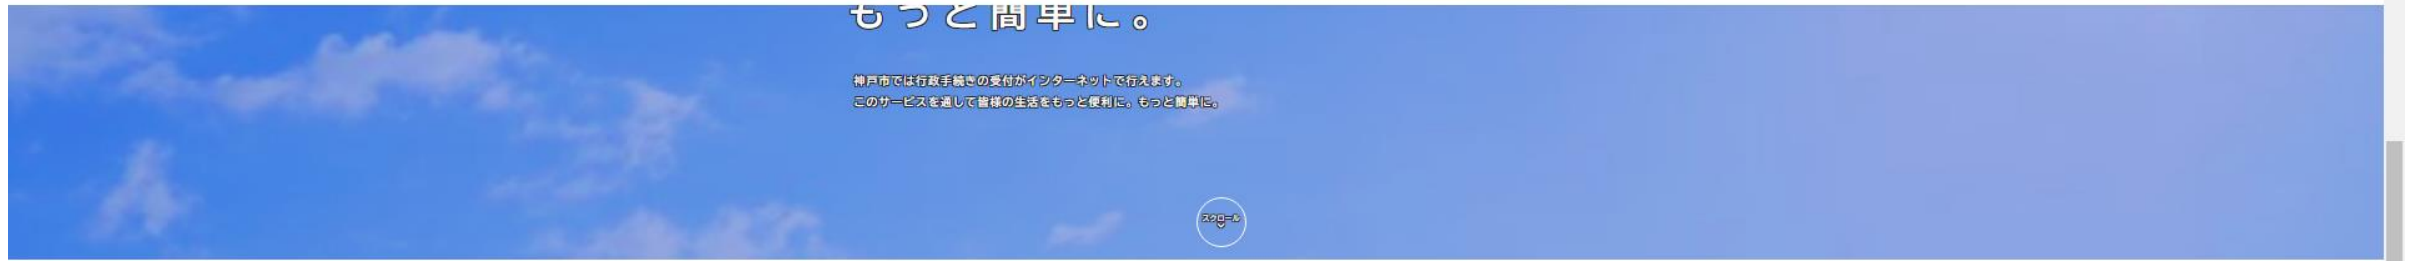 もっと簡単に。
神戸市では行政手続きの受付がインターネットで行えます。
このサービスを通して皆様の生活をもっと便利に。もっと簡単に。
スクロール